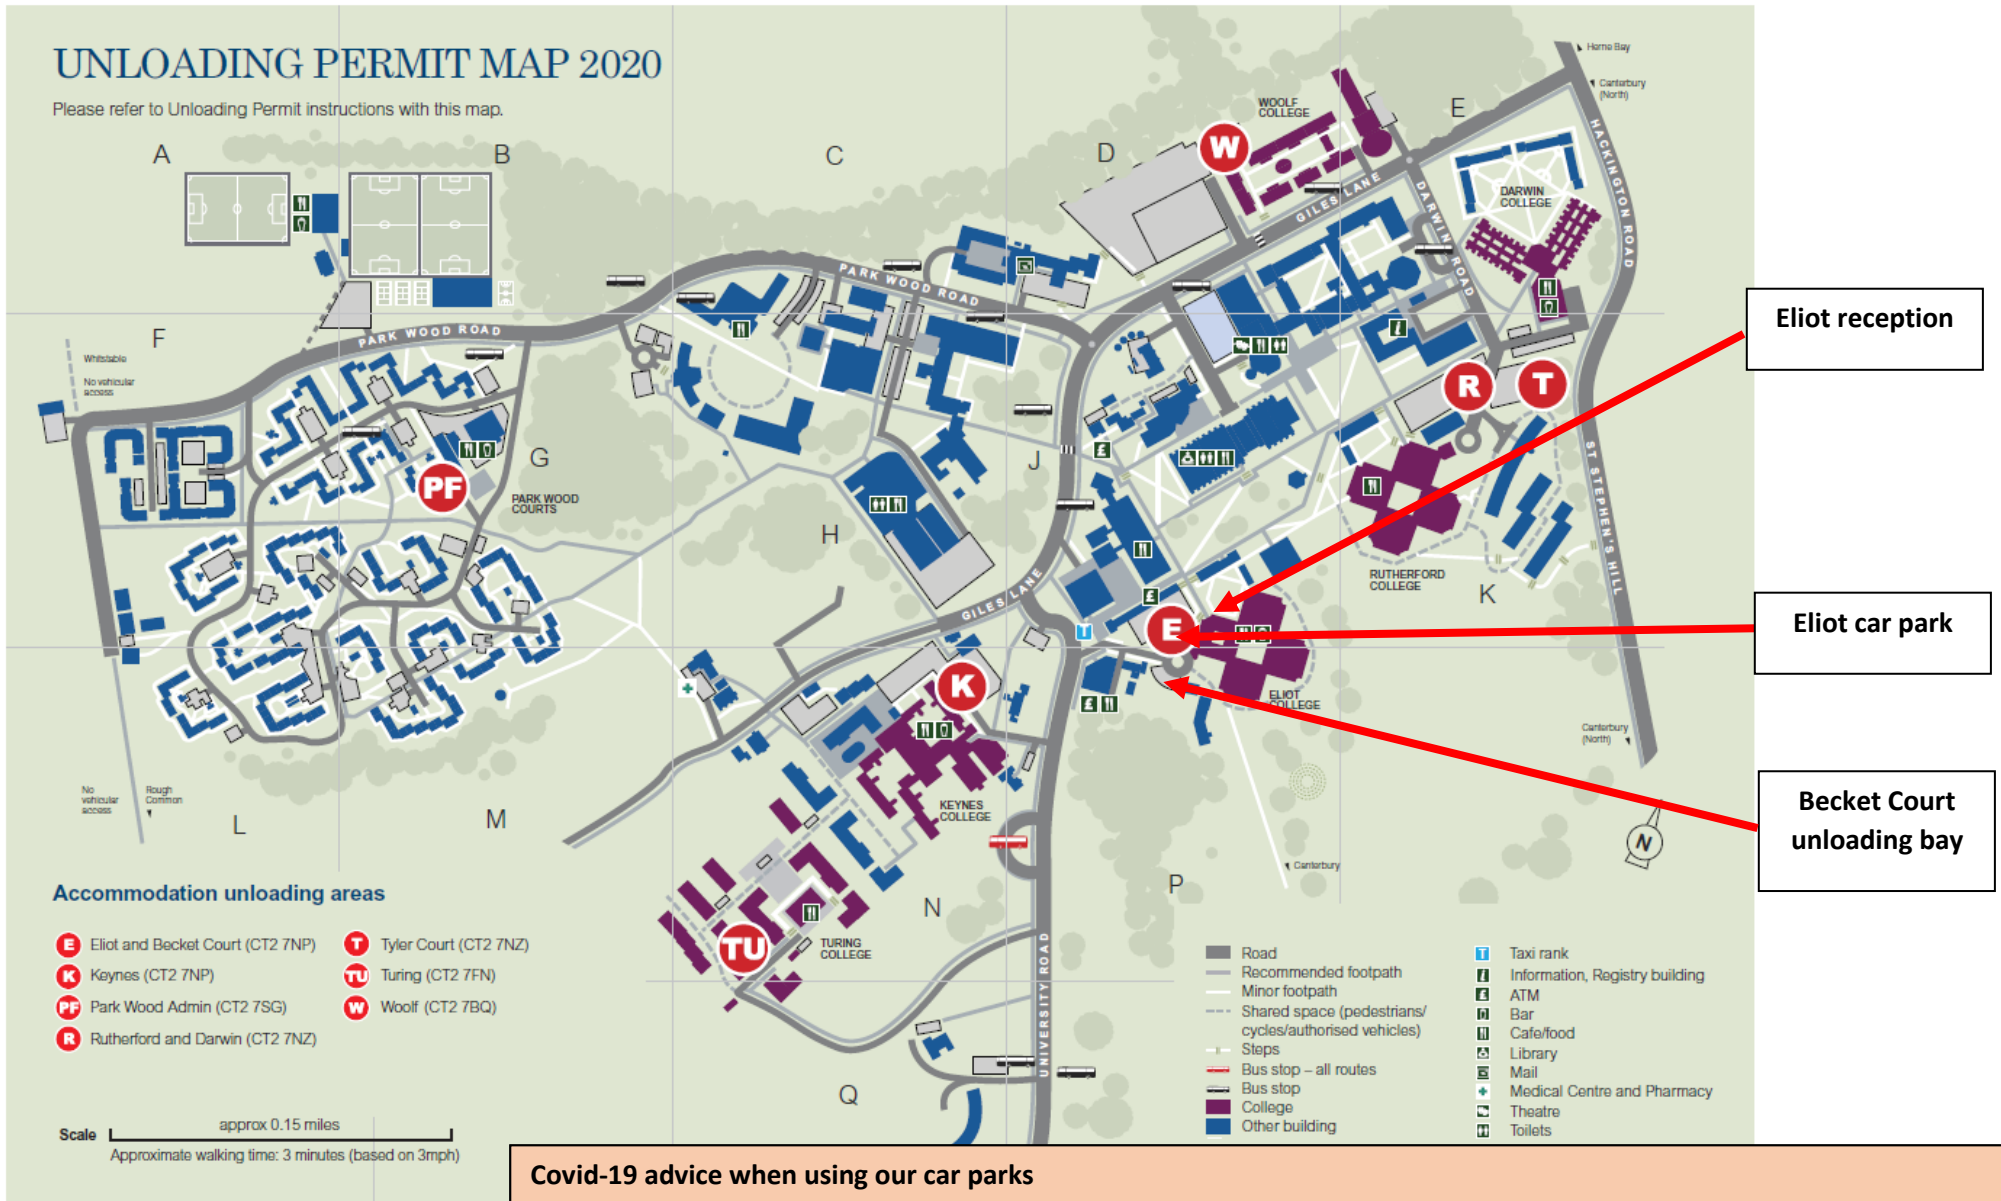 UNLOADING PERMIT MAP 2020
Please refer to Unloading Permit instructions with this map.
A
B
C
D
E
Herne Bay
Canterbury
(North)
HACKINGTON ROAD
WOOLF
COLLEGE
W
GILES LANE
DARWIN ROAD
DARWIN
COLLEGE
PARK WOOD ROAD
F
PARK WOOD ROAD
Whitstable
No vehicular
access
G
PARK WOOD
COURTS
PF
H
J
£
R
T
ST STEPHEN'S HILL
RUTHERFORD
COLLEGE
K
GILES LANE
£
T
E
ELIOT
COLLEGE
£
K
KEYNES
COLLEGE
Canterbury
(North)
N
No
vehicular
access
Rough
Common
L
M
N
P
Canterbury
TU
TURING
COLLEGE
UNIVERSITY ROAD
Q
Eliot reception
Eliot car park
Becket Court
unloading bay
Accommodation unloading areas
E Eliot and Becket Court (CT2 7NP)
K Keynes (CT2 7NP)
PF Park Wood Admin (CT2 7SG)
R Rutherford and Darwin (CT2 7NZ)
T Tyler Court (CT2 7NZ)
TU Turing (CT2 7FN)
W Woolf (CT2 7BQ)
Road
Recommended footpath
Minor footpath
Shared space (pedestrians/
cycles/authorised vehicles)
Steps
Bus stop – all routes
Bus stop
College
Other building
T Taxi rank
i Information, Registry building
£ ATM
Bar
Cafe/food
Library
Mail
Medical Centre and Pharmacy
Theatre
Toilets
Scale
approx 0.15 miles
Approximate walking time: 3 minutes (based on 3mph)
Covid-19 advice when using our car parks